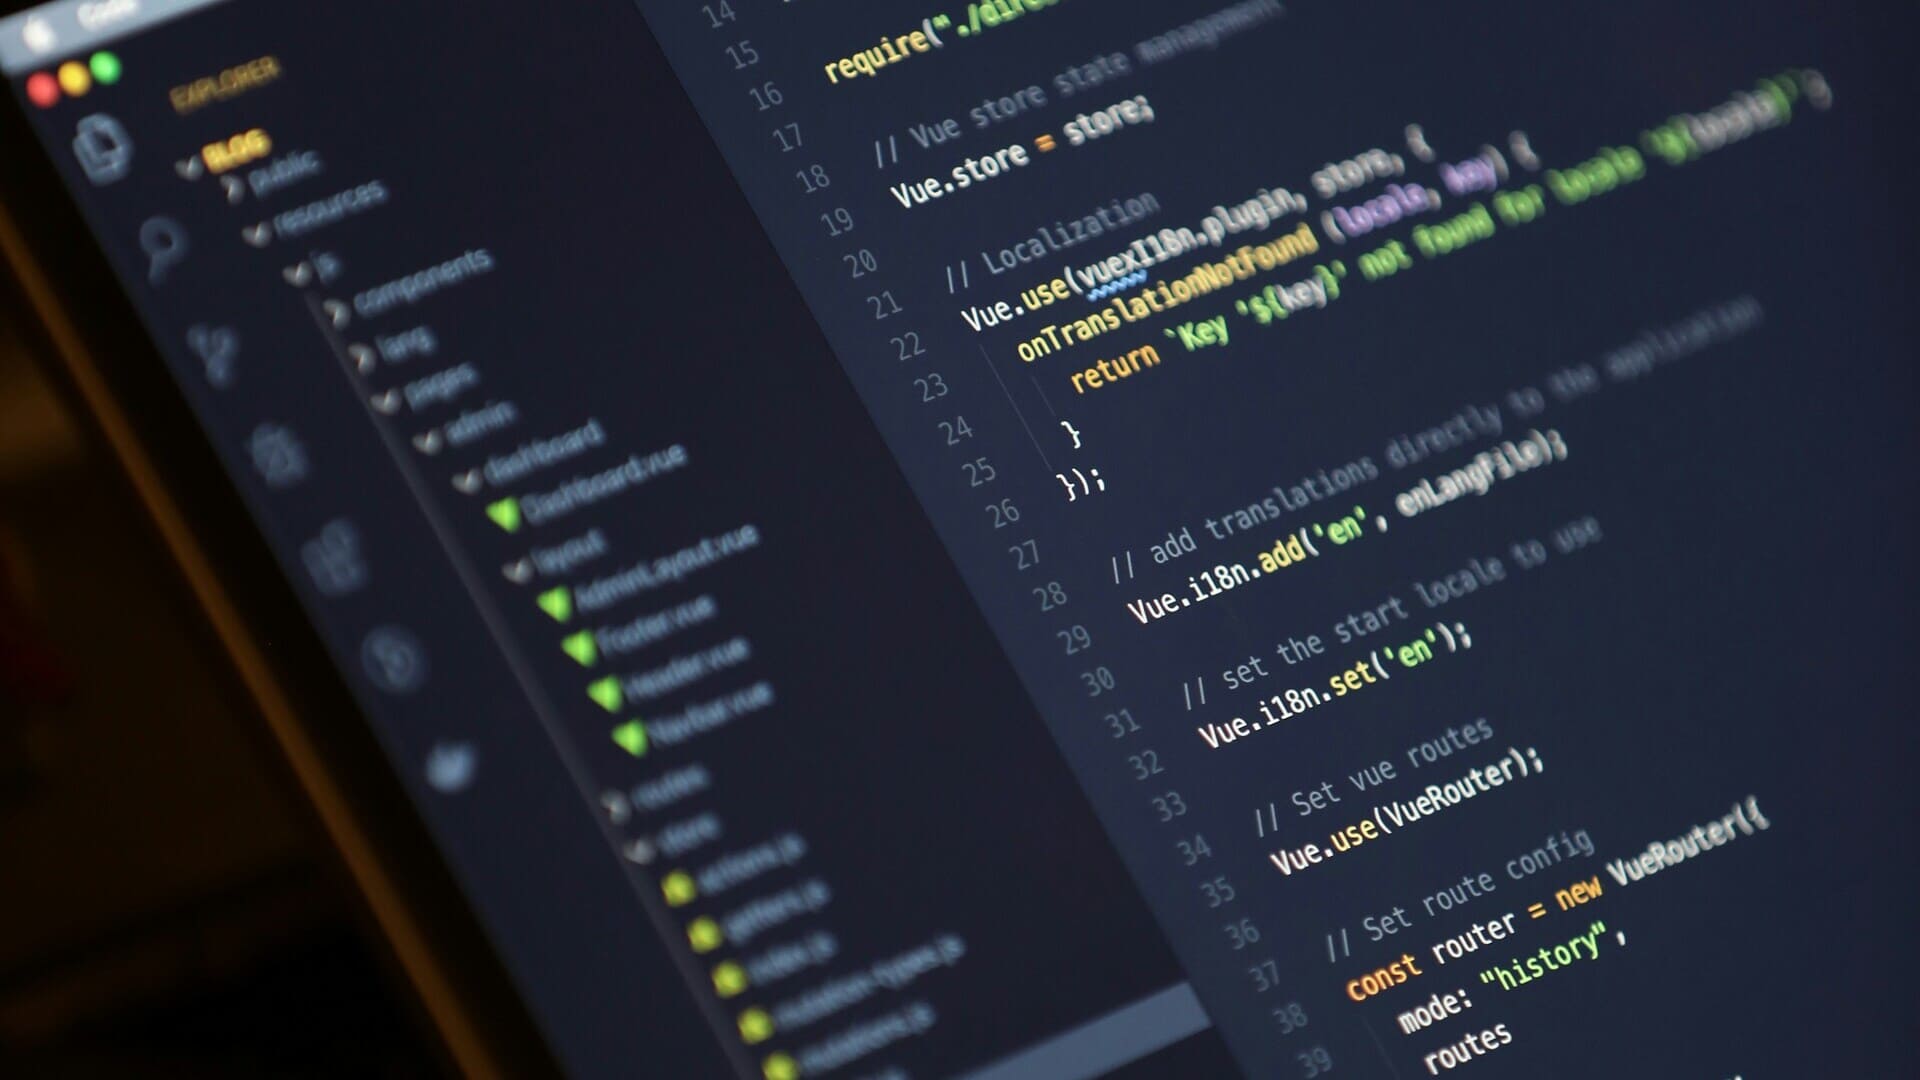 Code
EXPLORER
BLOG
public
resources
js
components
lang
pages
admin
dashboard
Dashboard.vue
layout
AdminLayout.vue
Footer.vue
Header.vue
Navbar.vue
routes
store
actions.js
getters.js
index.js
mutation-types.js
mutations.js
14
15 require("./dire
16
17 // Vue store state management
18 Vue.store = store;
19
20 // Localization
21 Vue.use(vuexI18n.plugin, store, {
22 onTranslationNotFound (locale, key) {
23 return `Key '${key}' not found for locale '${locale}'`;
24 }
25 });
26
27 // add translations directly to the application
28 Vue.i18n.add('en', enLangFile);
29
30 // set the start locale to use
31 Vue.i18n.set('en');
32
33 // Set vue routes
34 Vue.use(VueRouter);
35
36 // Set route config
37 const router = new VueRouter({
38 mode: "history",
39 routes